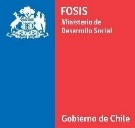 FOSIS
Ministerio de
Desarrollo Social
Gobierno de Chile